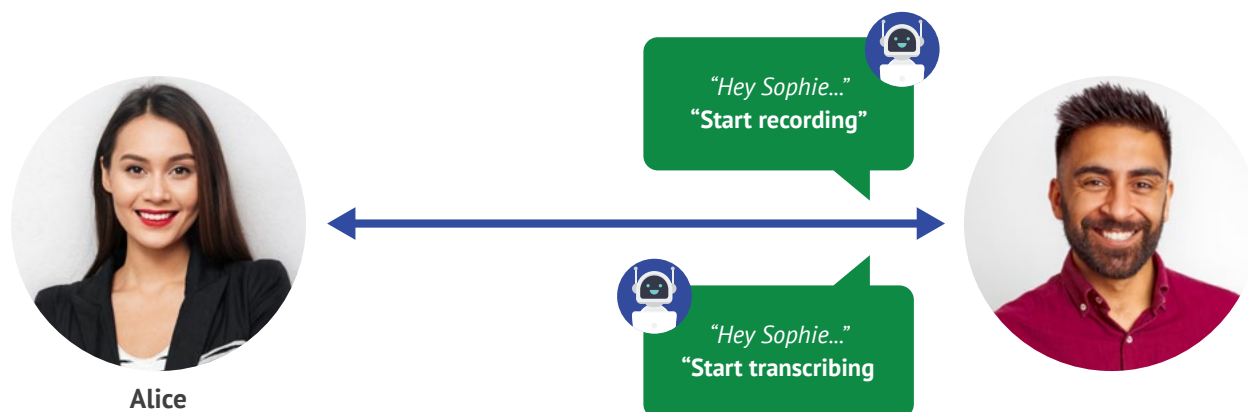 “Hey Sophie...”
“Start recording”
“Hey Sophie...”
“Start transcribing
Alice